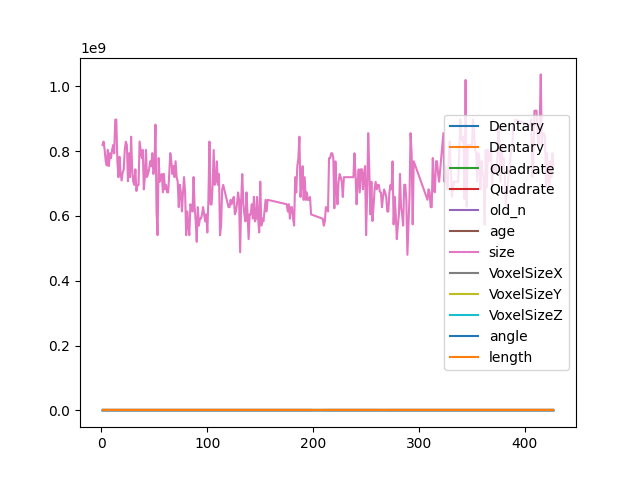 1e9
1.0
0.8
0.6
0.4
0.2
0.0
0
100
200
300
400
Dentary
Dentary
Quadrate
Quadrate
old_n
age
size
VoxelSizeX
VoxelSizeY
VoxelSizeZ
angle
length